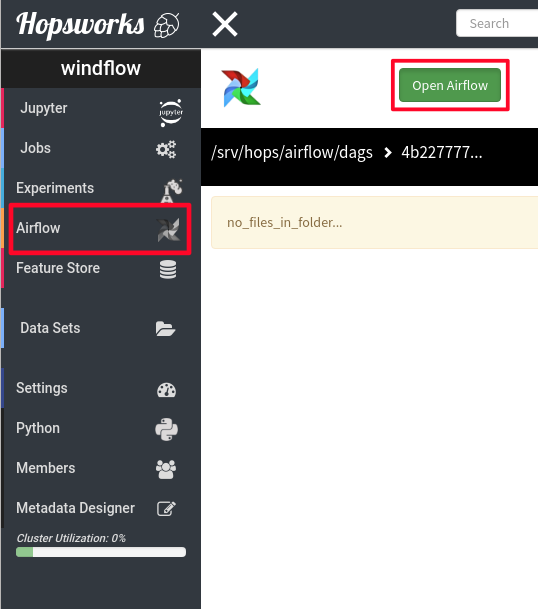 Hopsworks
Search
windflow
Jupyter
jupyter
Jobs
Experiments
Airflow
Feature Store
Data Sets
Settings
Python
Members
Metadata Designer
Cluster Utilization: 0%
Open Airflow
/srv/hops/airflow/dags > 4b227777...
no_files_in_folder...